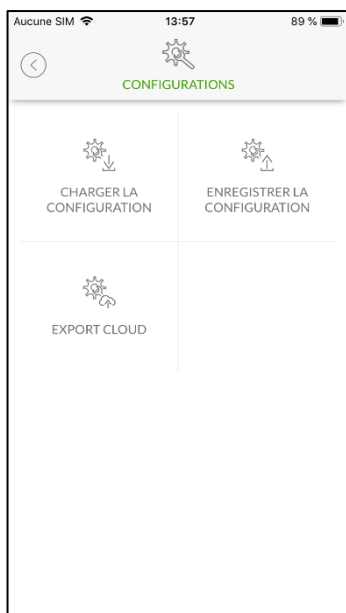 Aucune SIM 13:57 89 %
CONFIGURATIONS
CHARGER LA
CONFIGURATION
ENREGISTRER LA
CONFIGURATION
EXPORT CLOUD